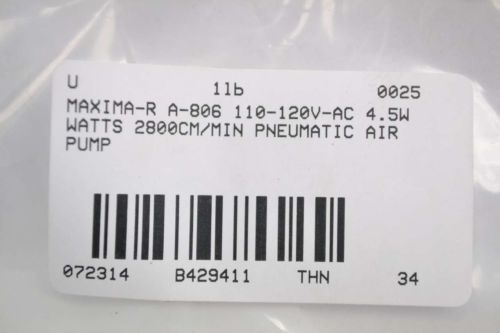 U 1lb 0025
MAXIMA-R A-806 110-120V-AC 4.5W
WATTS 2800CM/MIN PNEUMATIC AIR
PUMP
072314 B429411 THN 34